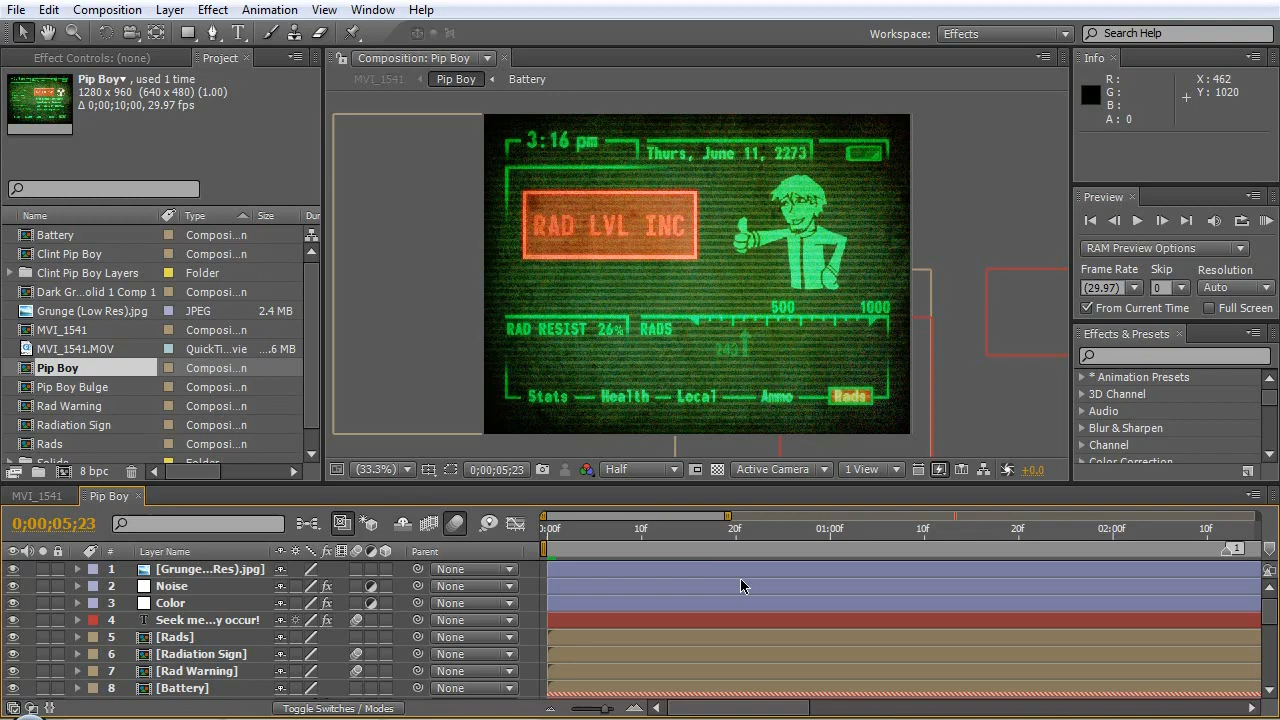 File Edit Composition Layer Effect Animation View Window Help
Workspace: Effects Search Help
Effect Controls: (none) Project
Composition: Pip Boy
Info
MVI_1541 Pip Boy Battery
Pip Boy , used 1 time
1280 x 960 (640 x 480) (1.00)
Δ 0;00;10;00, 29.97 fps
R :
G :
B :
A : 0
X : 462
Y : 1020
3:16 pm
Thurs, June 11, 2273
RAD LVL INC
500 1000
RAD RESIST 26% RADS
Stats Health Local Ammo Rads
Preview
RAM Preview Options
Frame Rate Skip Resolution
(29.97) 0 Auto
From Current Time Full Screen
Effects & Presets
* Animation Presets
3D Channel
Audio
Blur & Sharpen
Channel
Color Correction
Name Type Size Dur
Battery Composi...n
Clint Pip Boy Composi...n
Clint Pip Boy Layers Folder
Dark Gr...olid 1 Comp 1 Composi...n
Grunge (Low Res).jpg JPEG 2.4 MB
MVI_1541 Composi...n
MVI_1541.MOV QuickTi...vie ....6 MB
Pip Boy Composi...n
Pip Boy Bulge Composi...n
Rad Warning Composi...n
Radiation Sign Composi...n
Rads Composi...n
Solids Folder
8 bpc
(33.3%) 0;00;05;23 Half Active Camera 1 View +0.0
MVI_1541 Pip Boy
0;00;05;23
0:00f 10f 20f 01:00f 10f 20f 02:00f 10f
# Layer Name Parent
1
1 [Grunge...Res).jpg] None
2 Noise fx None
3 Color fx None
4 T Seek me...y occur! fx None
5 [Rads] None
6 [Radiation Sign] None
7 [Rad Warning] None
8 [Battery] None
Toggle Switches / Modes